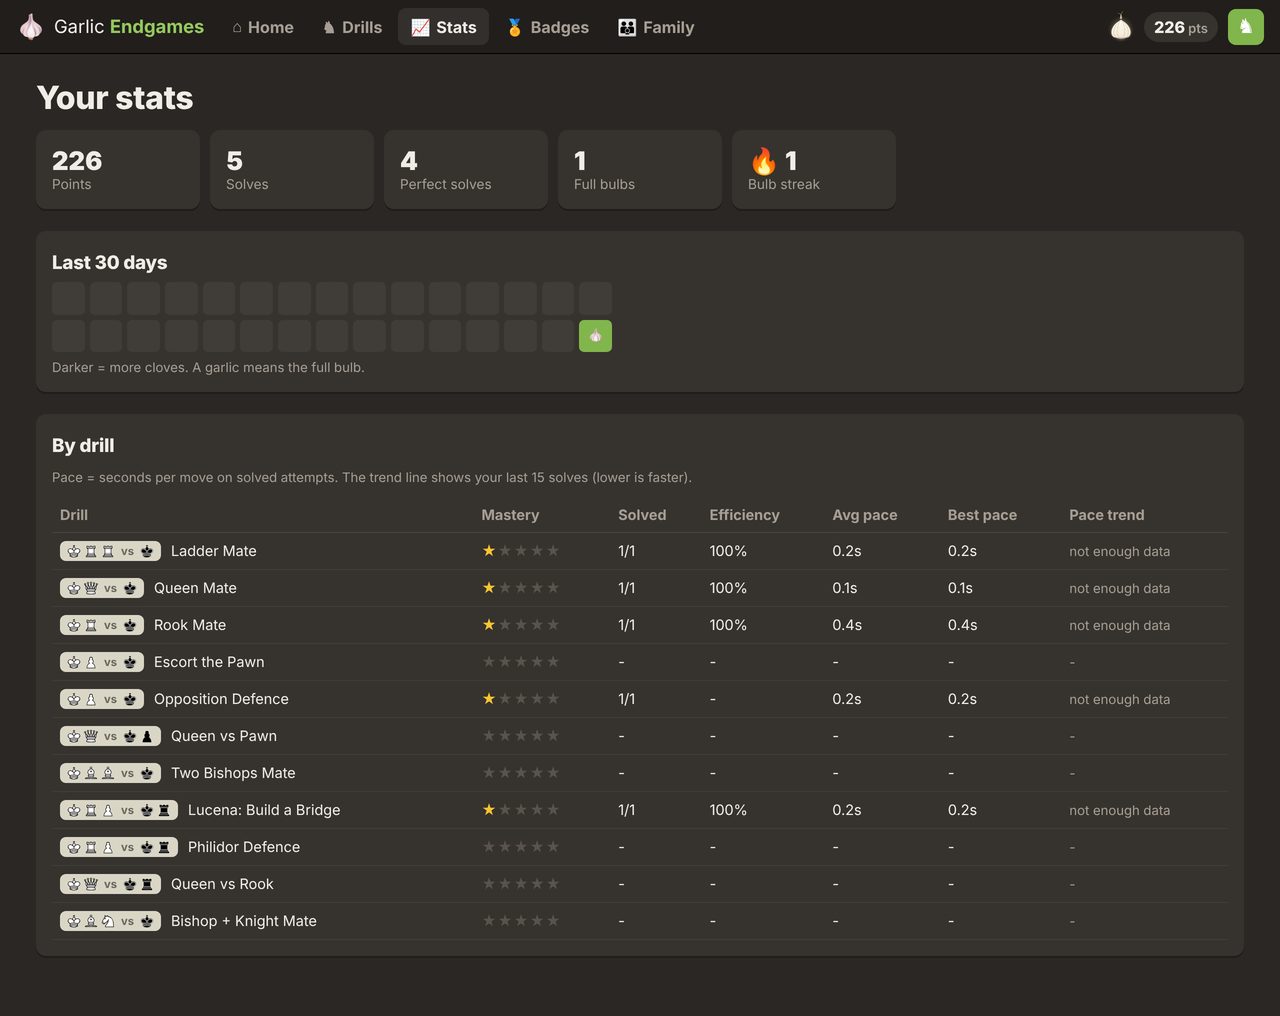 Garlic Endgames
Home
Drills
Stats
Badges
Family
226 pts
Your stats
226
Points
5
Solves
4
Perfect solves
1
Full bulbs
1
Bulb streak
Last 30 days
Darker = more cloves. A garlic means the full bulb.
By drill
Pace = seconds per move on solved attempts. The trend line shows your last 15 solves (lower is faster).
Drill Mastery Solved Efficiency Avg pace Best pace Pace trend
vs Ladder Mate 1/1 100% 0.2s 0.2s not enough data
vs Queen Mate 1/1 100% 0.1s 0.1s not enough data
vs Rook Mate 1/1 100% 0.4s 0.4s not enough data
vs Escort the Pawn - - - - -
vs Opposition Defence 1/1 - 0.2s 0.2s not enough data
vs Queen vs Pawn - - - - -
vs Two Bishops Mate - - - - -
vs Lucena: Build a Bridge 1/1 100% 0.2s 0.2s not enough data
vs Philidor Defence - - - - -
vs Queen vs Rook - - - - -
vs Bishop + Knight Mate - - - - -